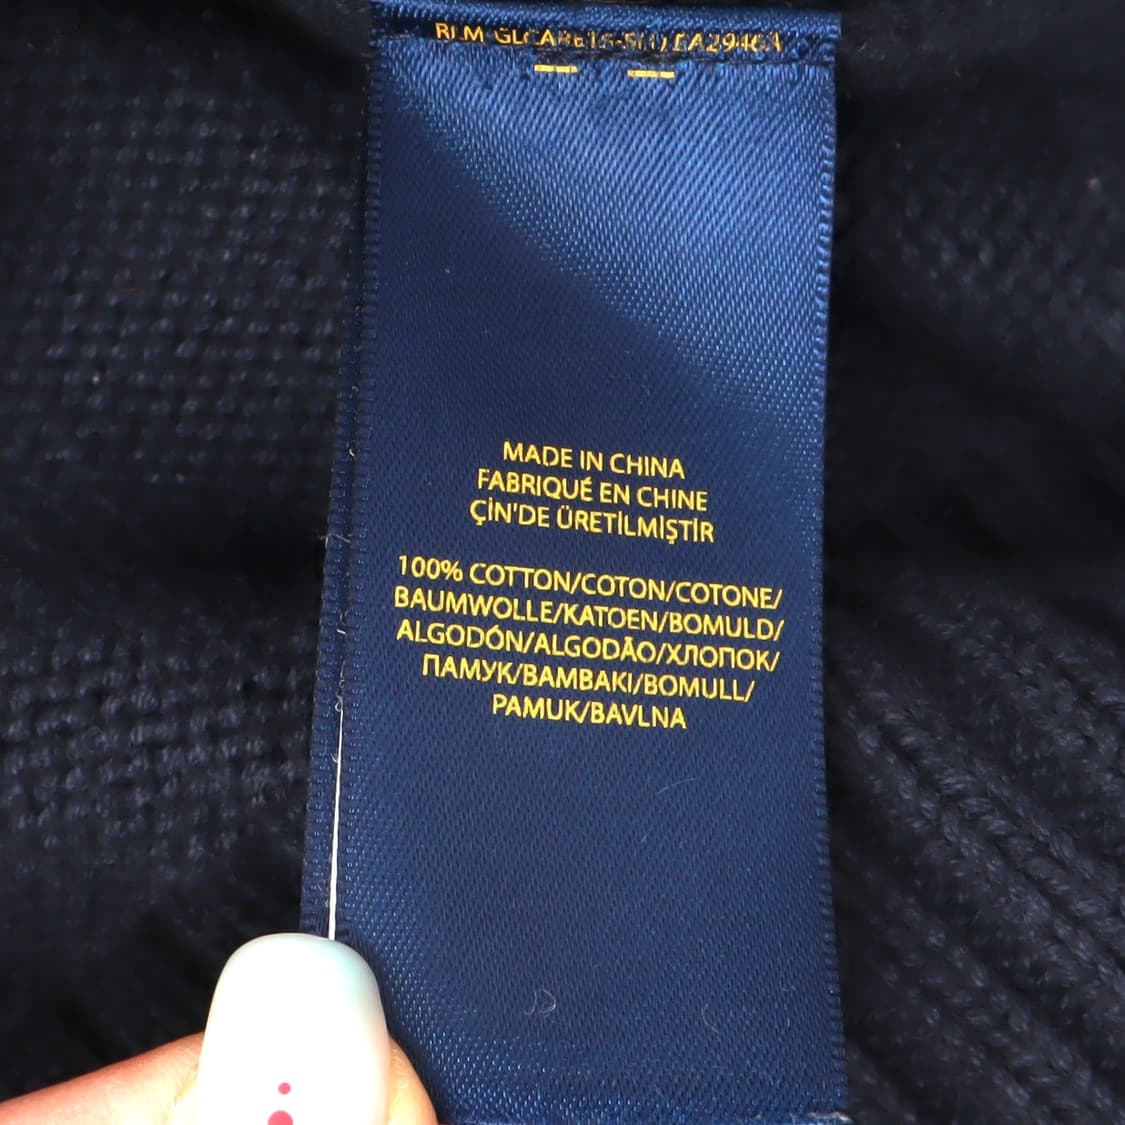 RLM
MADE IN CHINA
FABRIQUÉ EN CHINE
ÇİN'DE ÜRETİLMİŞTİR
100% COTTON/COTON/COTONE/
BAUMWOLLE/KATOEN/BOMULD/
ALGODÓN/ALGODÃO/ХЛОПОК/
ПАМУК/BAMBAKI/BOMULL/
PAMUK/BAVLNA